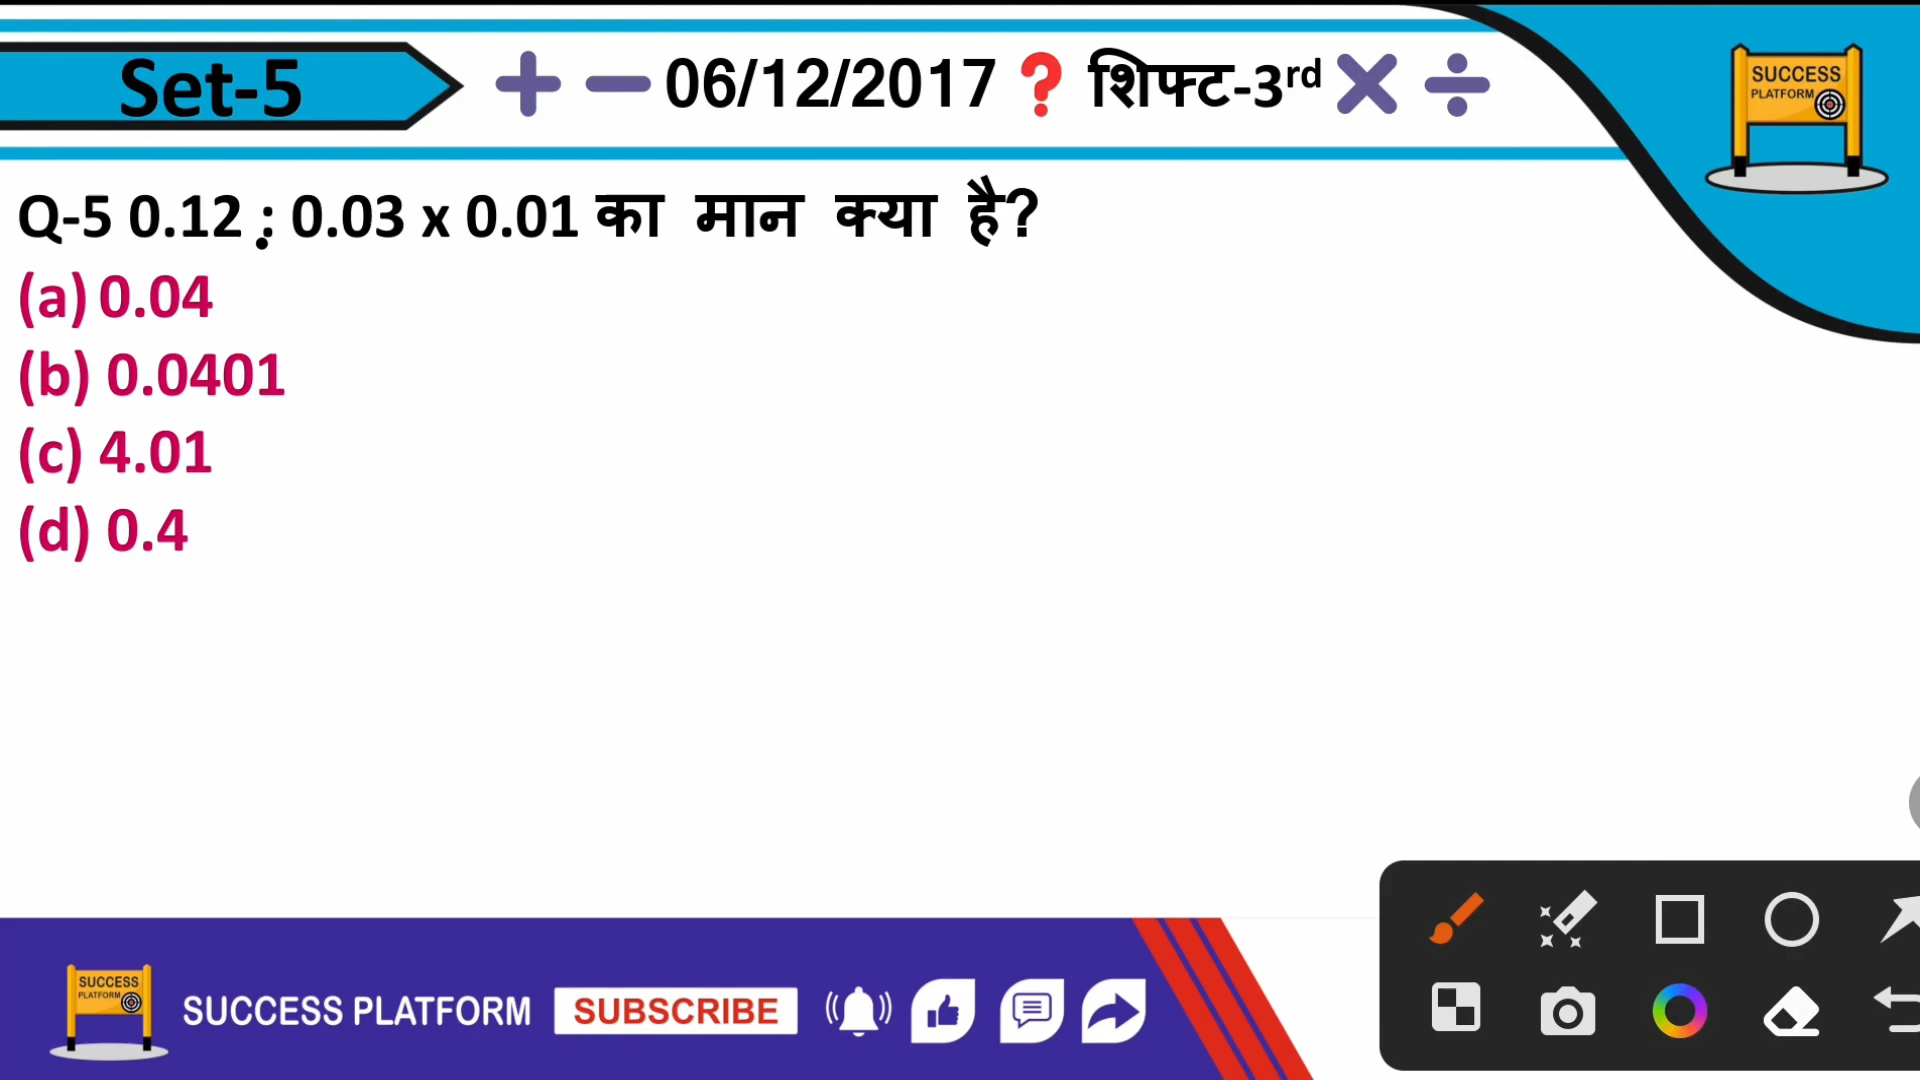 Set-5
+ − 06/12/2017 ❓ शिफ्ट-3rd × ÷
SUCCESS
PLATFORM
Q-5 0.12 : 0.03 x 0.01 का मान क्या है?
(a) 0.04
(b) 0.0401
(c) 4.01
(d) 0.4
SUCCESS
PLATFORM
SUCCESS PLATFORM
SUBSCRIBE